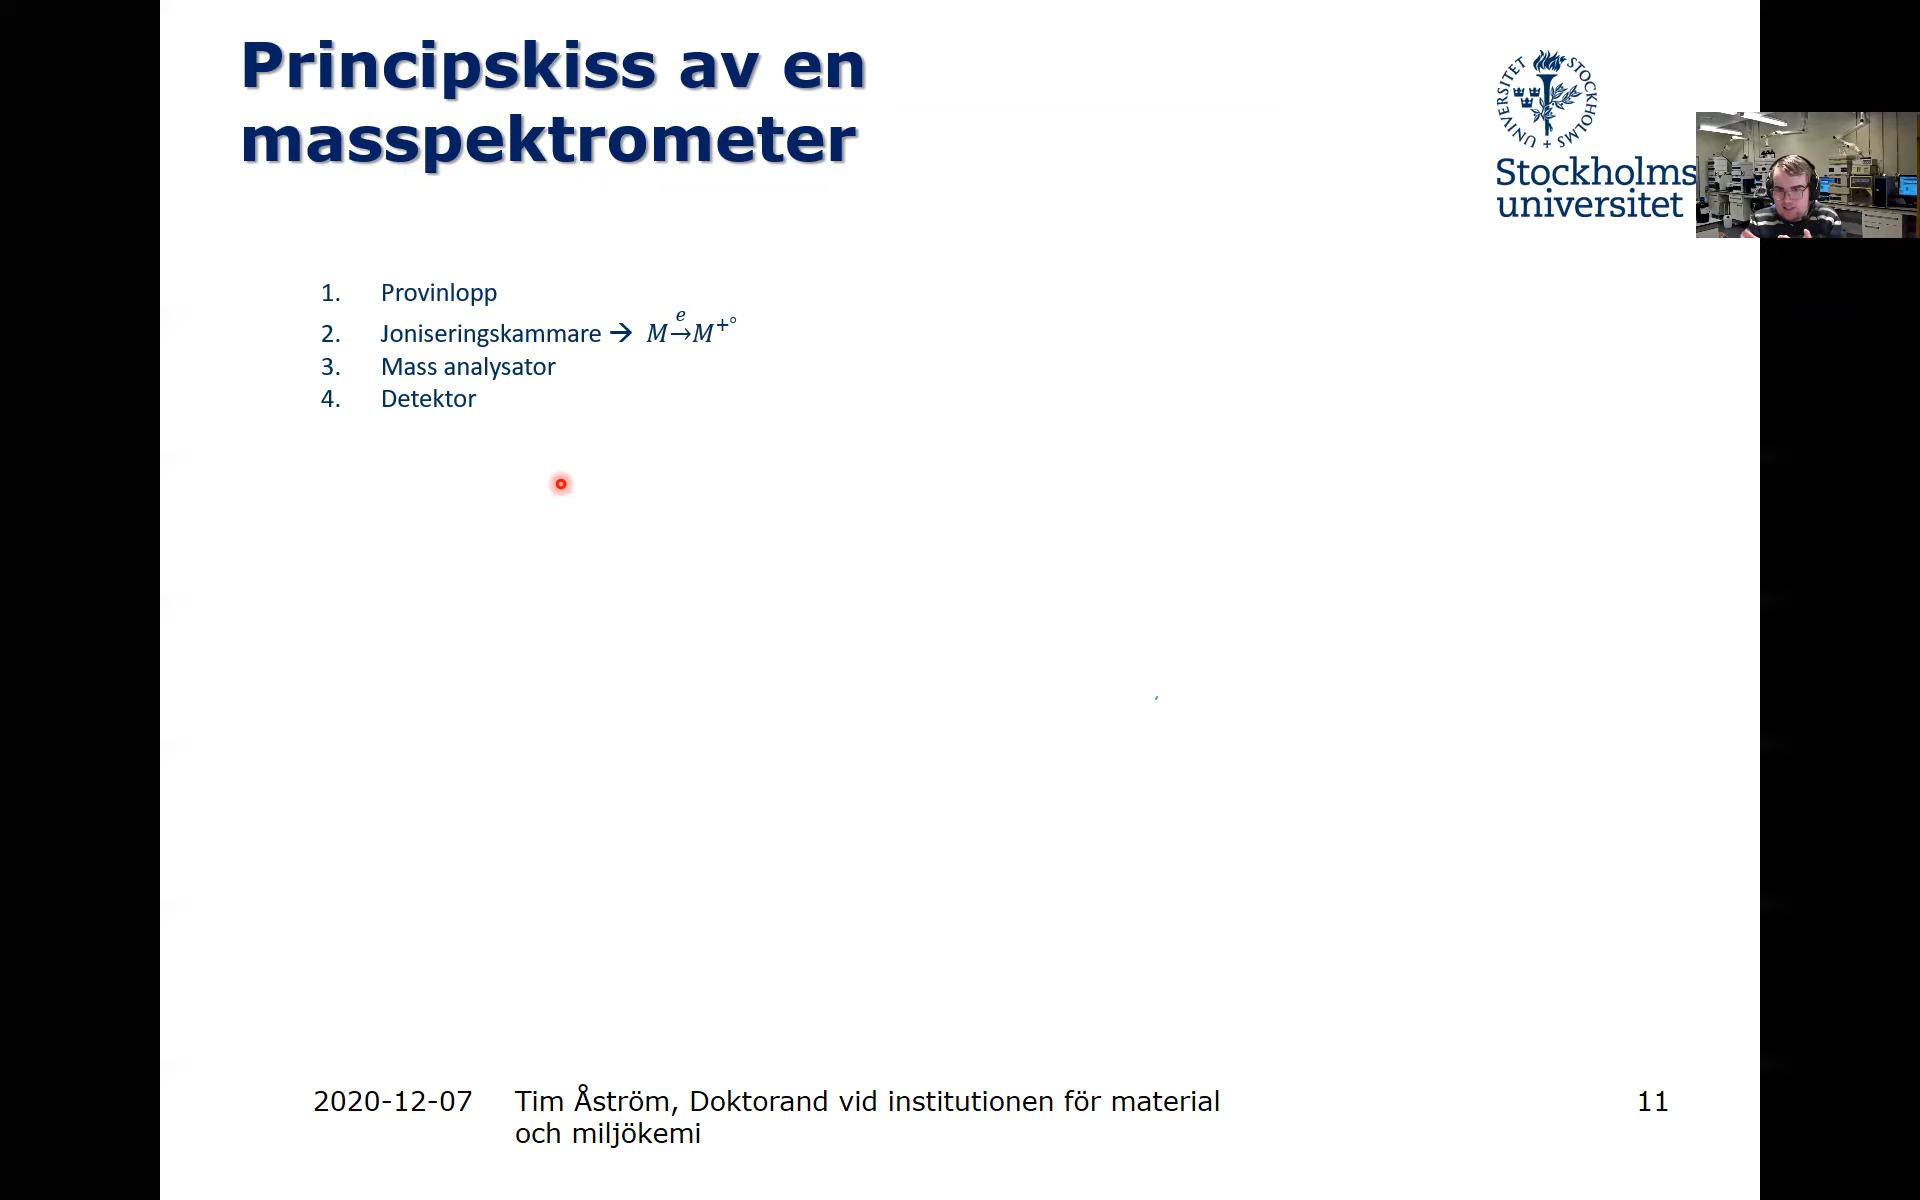 Principskiss av en
masspektrometer
STOCKHOLMS UNIVERSITET
Stockholms
universitet
1. Provinlopp
2. Joniseringskammare → M e→ M+°
3. Mass analysator
4. Detektor
2020-12-07
Tim Åström, Doktorand vid institutionen för material
och miljökemi
11